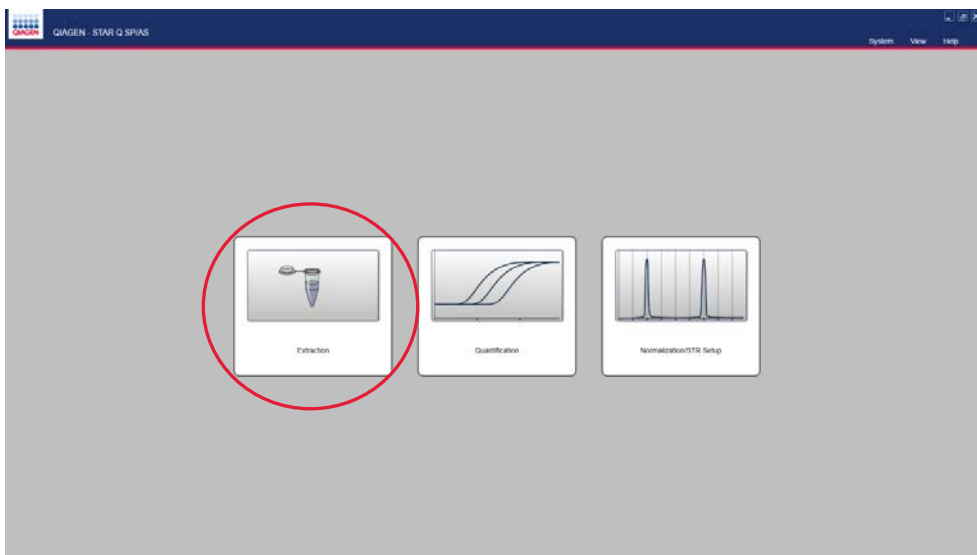 QIAGEN
QIAGEN - STAR Q SP/AS
System View Help
Extraction
Quantification
Normalization/STR Setup